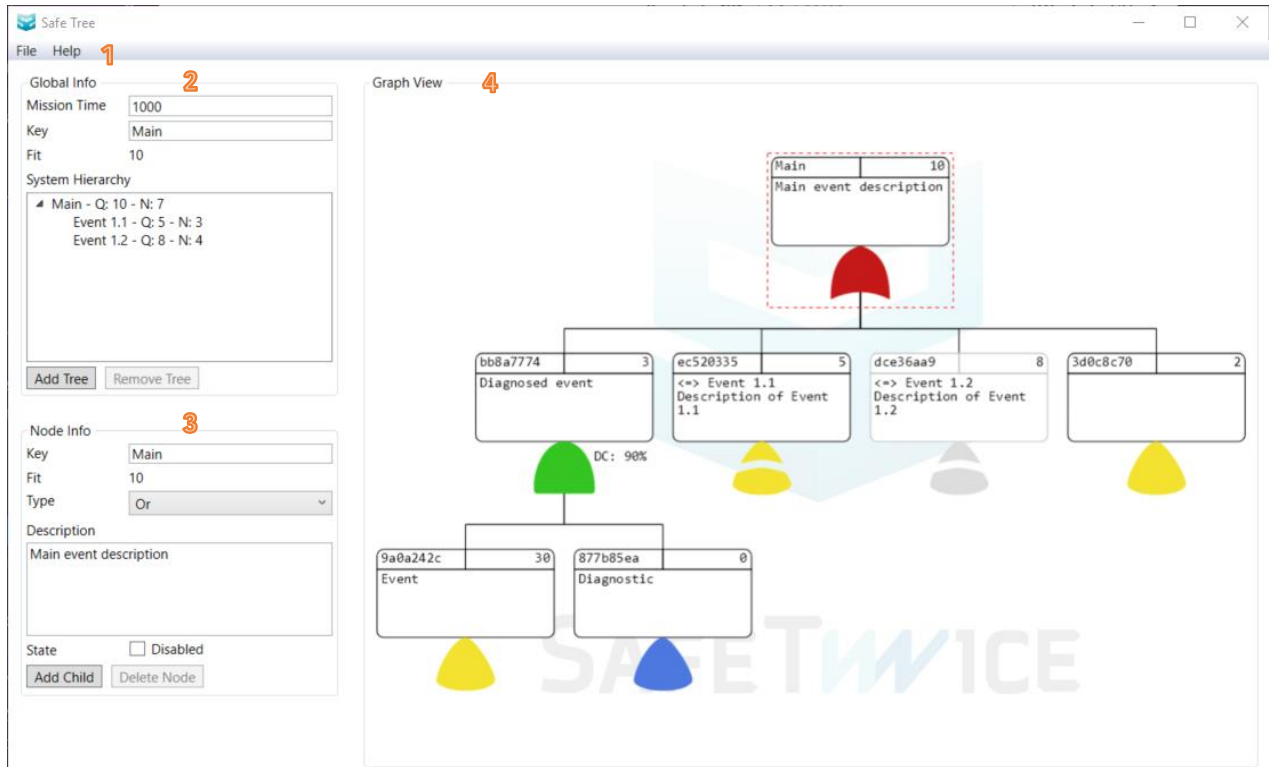 Safe Tree
File Help 1
Global Info 2
Mission Time 1000
Key Main
Fit 10
System Hierarchy
Main - Q: 10 - N: 7
Event 1.1 - Q: 5 - N: 3
Event 1.2 - Q: 8 - N: 4
Add Tree Remove Tree
Node Info 3
Key Main
Fit 10
Type Or
Description
Main event description
State Disabled
Add Child Delete Node
Graph View 4
Main 10
Main event description
bb8a7774 3
Diagnosed event
DC: 90%
ec520335 5
<=> Event 1.1
Description of Event
1.1
dce36aa9 8
<=> Event 1.2
Description of Event
1.2
3d0c8c70 2
9a0a242c 30
Event
877b85ea 0
Diagnostic
SAFETWICE